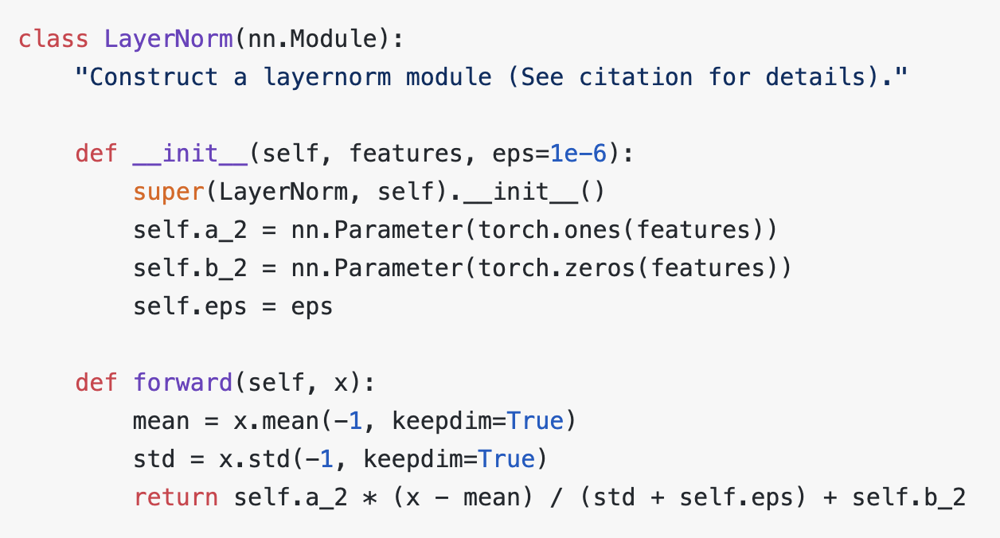 class LayerNorm(nn.Module):
    "Construct a layernorm module (See citation for details)."
    def __init__(self, features, eps=1e-6):
        super(LayerNorm, self).__init__()
        self.a_2 = nn.Parameter(torch.ones(features))
        self.b_2 = nn.Parameter(torch.zeros(features))
        self.eps = eps
    def forward(self, x):
        mean = x.mean(-1, keepdim=True)
        std = x.std(-1, keepdim=True)
        return self.a_2 * (x - mean) / (std + self.eps) + self.b_2